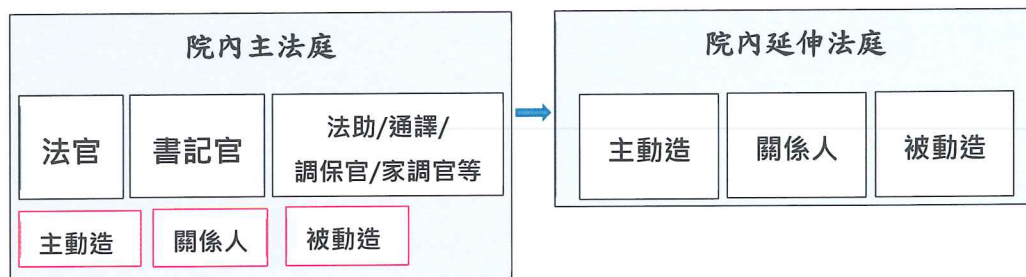 院內主法庭
法官
書記官
法助/通譯/
調保官/家調官等
主動造
關係人
被動造
院內延伸法庭
主動造
關係人
被動造